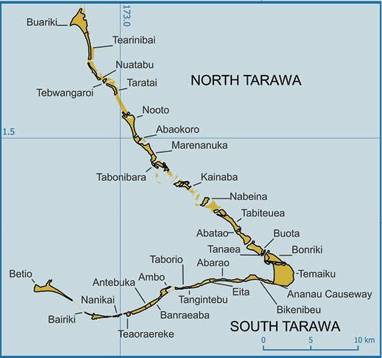 173.0
Buariki
Tearinibai
Nuatabu
Tebwangaroi
Taratai
NORTH TARAWA
Nooto
1.5
Abaokoro
Marenanuka
Tabonibara
Kainaba
Nabeina
Tabiteuea
Abatao
Buota
Tanaea
Bonriki
Betio
Taborio
Abarao
Temaiku
Ambo
Antebuka
Nanikai
Ananau Causeway
Eita
Tangintebu
Bikenibeu
Bairiki
Banraeaba
Teaoraereke
SOUTH TARAWA
0 5 10 km